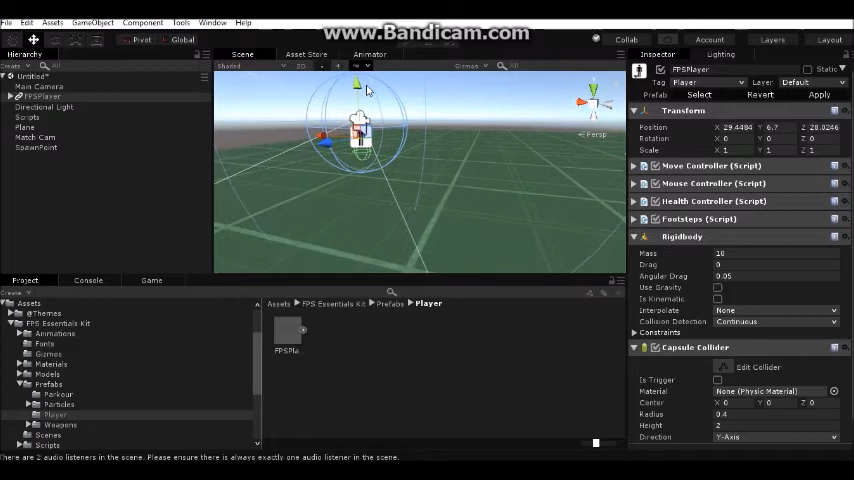 www.Bandicam.com
File Edit Assets GameObject Component Tools Window Help
Pivot Global Collab Account Layers Layout
Hierarchy
Create All
Untitled*
Main Camera
FPSPlayer
Directional Light
Scripts
Plane
Match Cam
SpawnPoint
Scene Asset Store Animator
Shaded 2D Gizmos All
Persp
Inspector Lighting
FPSPlayer Static
Tag Player Layer Default
Prefab Select Revert Apply
Transform
Position X 29.4484 Y 6.7 Z 28.0246
Rotation X 0 Y 0 Z 0
Scale X 1 Y 1 Z 1
Move Controller (Script)
Mouse Controller (Script)
Health Controller (Script)
Footsteps (Script)
Rigidbody
Mass 10
Drag 0
Angular Drag 0.05
Use Gravity
Is Kinematic
Interpolate None
Collision Detection Continuous
Constraints
Capsule Collider
Edit Collider
Is Trigger
Material None (Physic Material)
Center X 0 Y 0 Z 0
Radius 0.4
Height 2
Direction Y-Axis
Project Console Game
Create
Assets
@Themes
FPS Essentials Kit
Animations
Fonts
Gizmos
Materials
Models
Prefabs
Parkour
Particles
Player
Weapons
Scenes
Scripts
Assets FPS Essentials Kit Prefabs Player
FPSPla...
There are 2 audio listeners in the scene. Please ensure there is always exactly one audio listener in the scene.